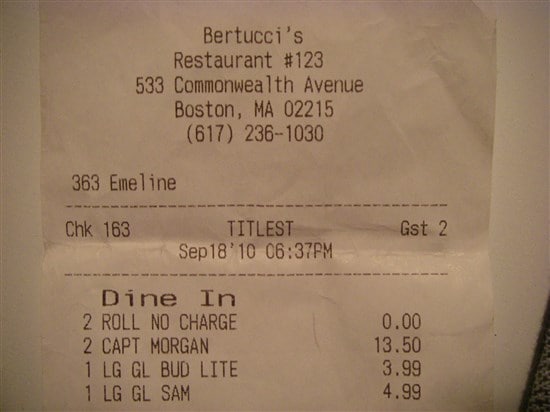 Bertucci's
Restaurant #123
533 Commonwealth Avenue
Boston, MA 02215
(617) 236-1030
363 Emeline
Chk 163 TITLEST Gst 2
Sep18'10 06:37PM
Dine In
2 ROLL NO CHARGE 0.00
2 CAPT MORGAN 13.50
1 LG GL BUD LITE 3.99
1 LG GL SAM 4.99